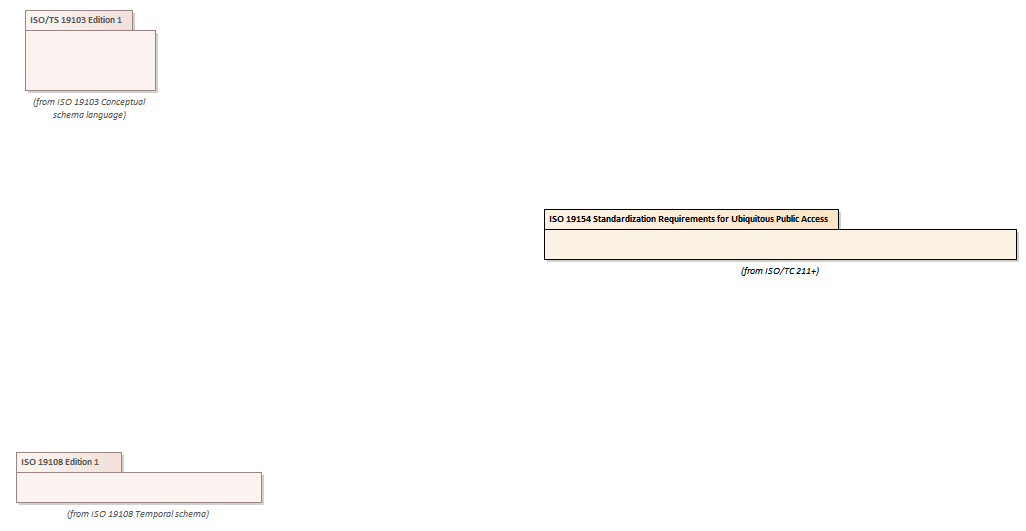 ISO/TS 19103 Edition 1
(from ISO 19103 Conceptual
schema language)
ISO 19154 Standardization Requirements for Ubiquitous Public Access
(from ISO/TC 211+)
ISO 19108 Edition 1
(from ISO 19108 Temporal schema)